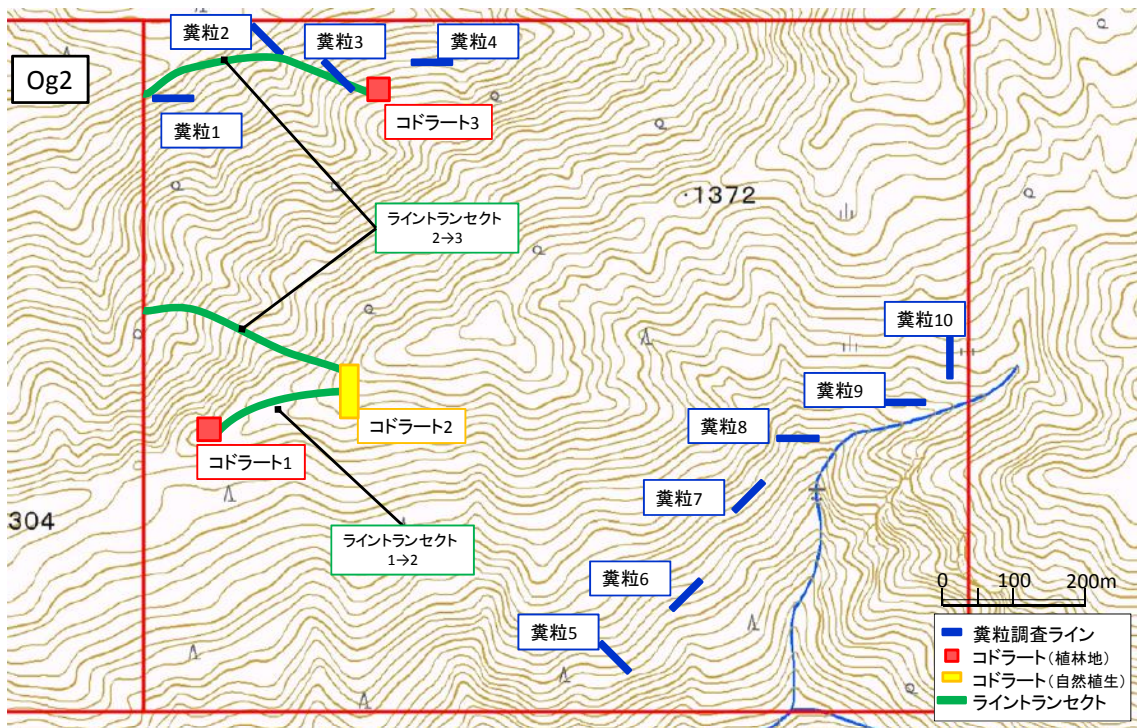 Og2
糞粒2
糞粒3
糞粒4
糞粒1
コドラート3
・1372
ライントランセクト
2→3
糞粒10
糞粒9
糞粒8
コドラート2
コドラート1
糞粒7
304
ライントランセクト
1→2
糞粒6
糞粒5
0 100 200m
糞粒調査ライン
コドラート(植林地)
コドラート(自然植生)
ライントランセクト